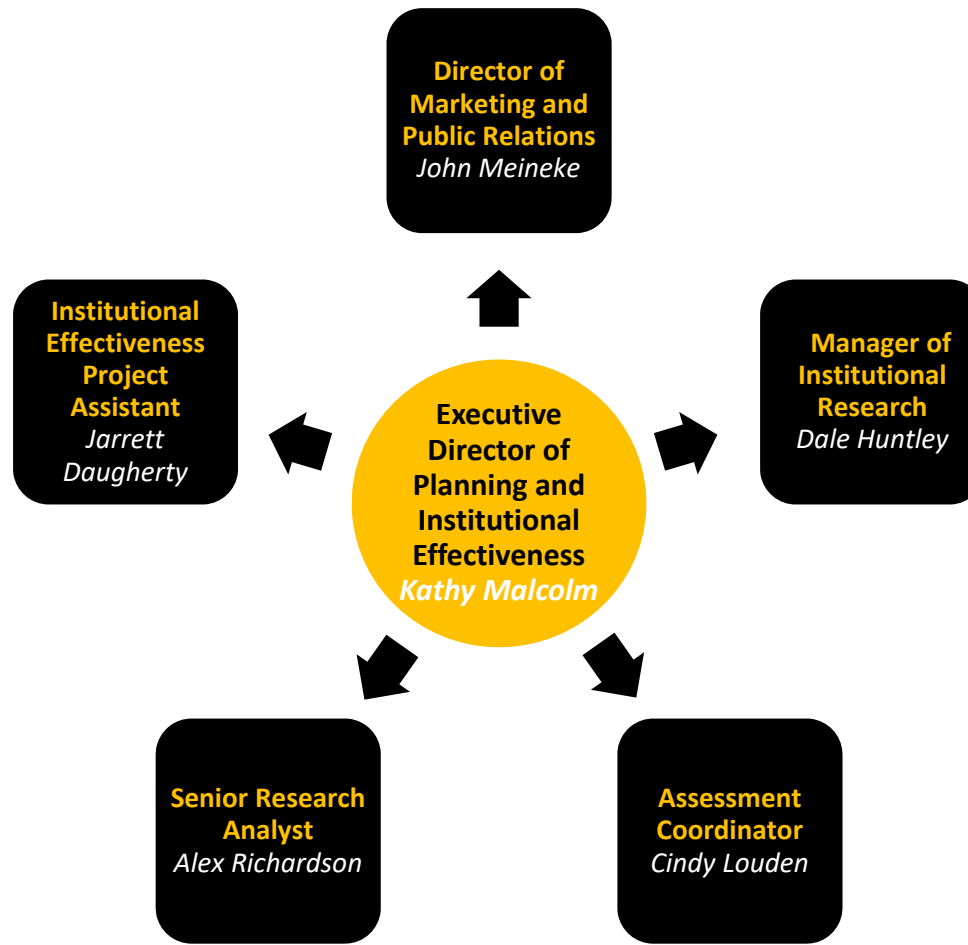 Director of
Marketing and
Public Relations
John Meineke
Institutional
Effectiveness
Project
Assistant
Jarrett
Daugherty
Manager of
Institutional
Research
Dale Huntley
Executive
Director of
Planning and
Institutional
Effectiveness
Kathy Malcolm
Senior Research
Analyst
Alex Richardson
Assessment
Coordinator
Cindy Louden